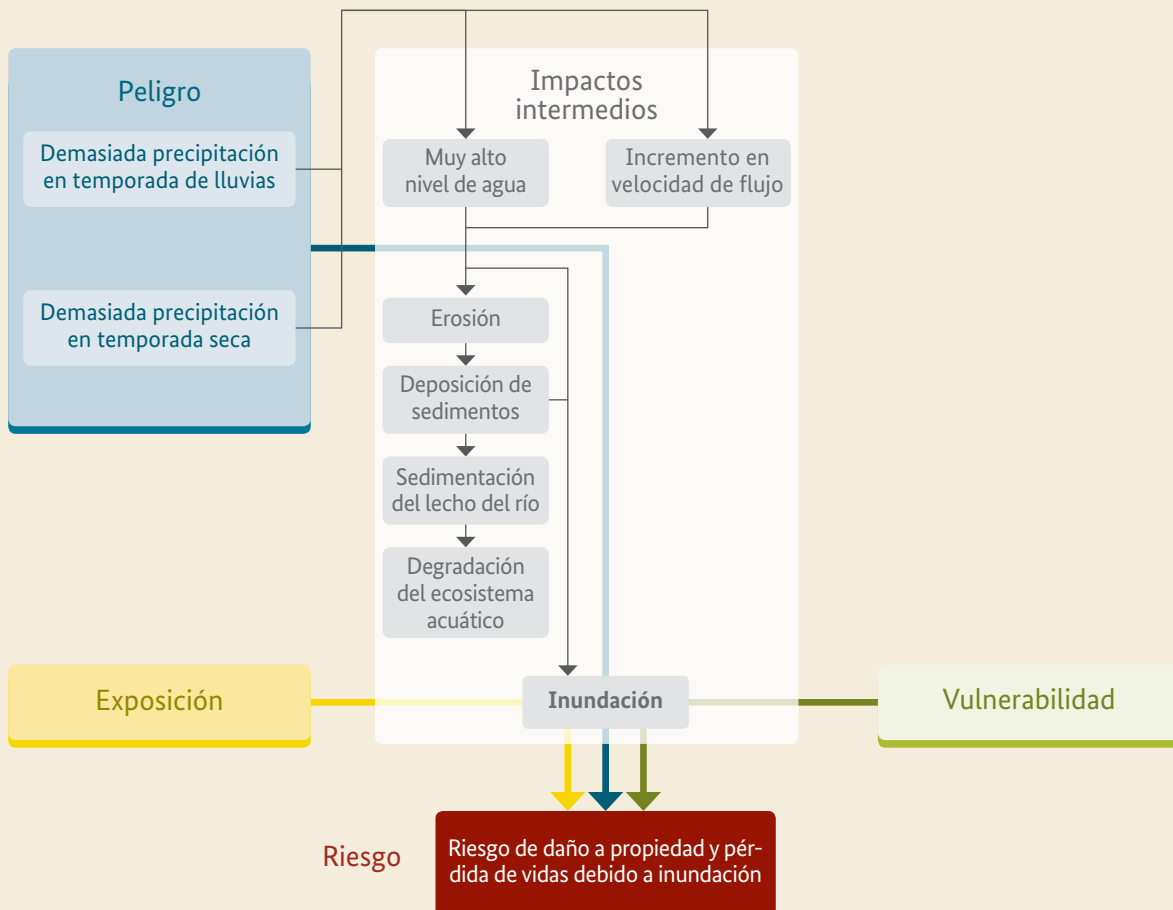 Peligro
Demasiada precipitación
en temporada de lluvias
Demasiada precipitación
en temporada seca
Impactos
intermedios
Muy alto
nivel de agua
Incremento en
velocidad de flujo
Erosión
Deposición de
sedimentos
Sedimentación
del lecho del río
Degradación
del ecosistema
acuático
Exposición
Inundación
Vulnerabilidad
Riesgo
Riesgo de daño a propiedad y pér-
dida de vidas debido a inundación